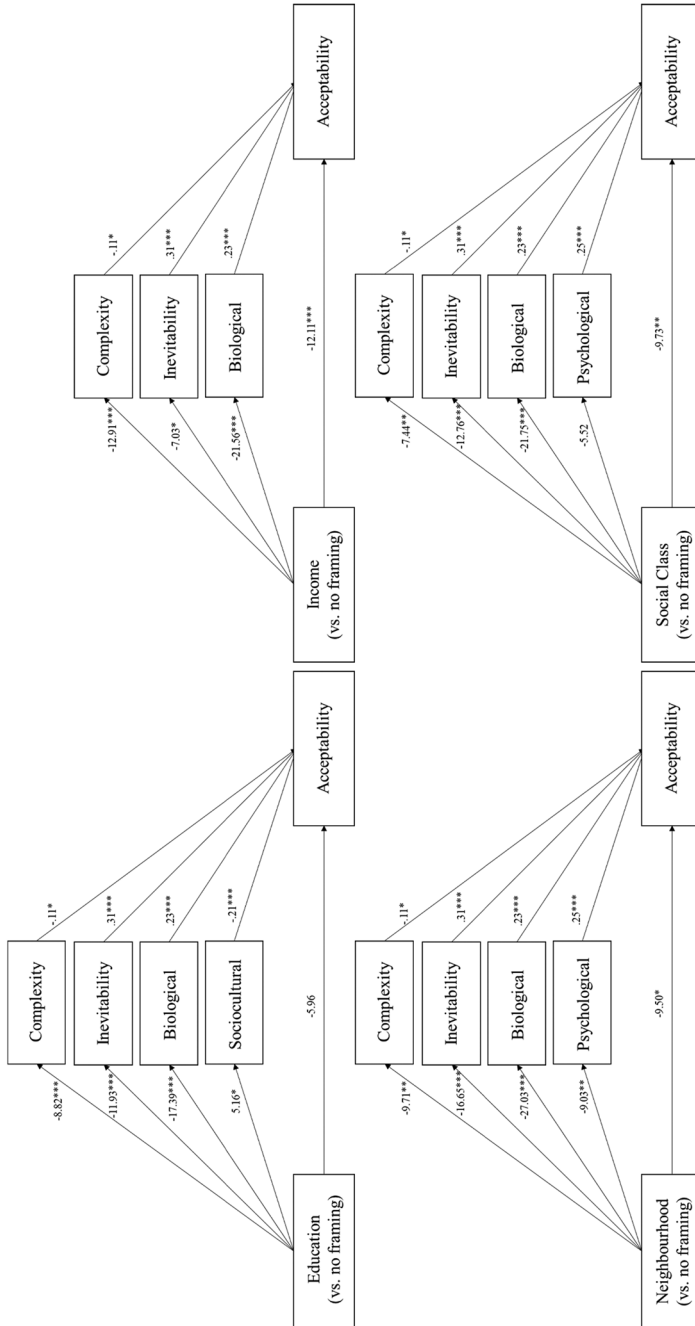 Complexity
Inevitability
Biological
Sociocultural
Education
(vs. no framing)
Acceptability
-8.82***
-11.93***
-17.39***
5.16*
-.11*
.31***
.23***
-.21***
-5.96
Complexity
Inevitability
Biological
Income
(vs. no framing)
Acceptability
-12.91***
-7.03*
-21.56***
-.11*
.31***
.23***
-12.11***
Complexity
Inevitability
Biological
Psychological
Neighbourhood
(vs. no framing)
Acceptability
-9.71**
-16.65***
-27.03***
-9.03**
-.11*
.31***
.23***
.25***
-9.50*
Complexity
Inevitability
Biological
Psychological
Social Class
(vs. no framing)
Acceptability
-7.44**
-12.76***
-21.75***
-5.52
-.11*
.31***
.23***
.25***
-9.73**